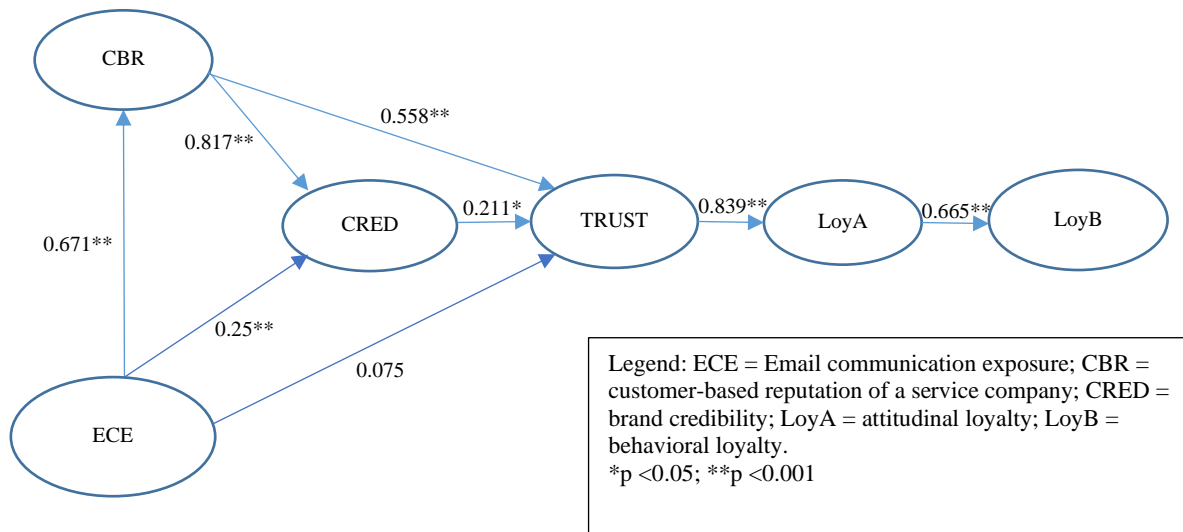 CBR
0.558**
0.817**
CRED
0.211*
TRUST
0.839**
LoyA
0.665**
LoyB
0.671**
0.25**
0.075
ECE
Legend: ECE = Email communication exposure; CBR =
customer-based reputation of a service company; CRED =
brand credibility; LoyA = attitudinal loyalty; LoyB =
behavioral loyalty.
*p <0.05; **p <0.001